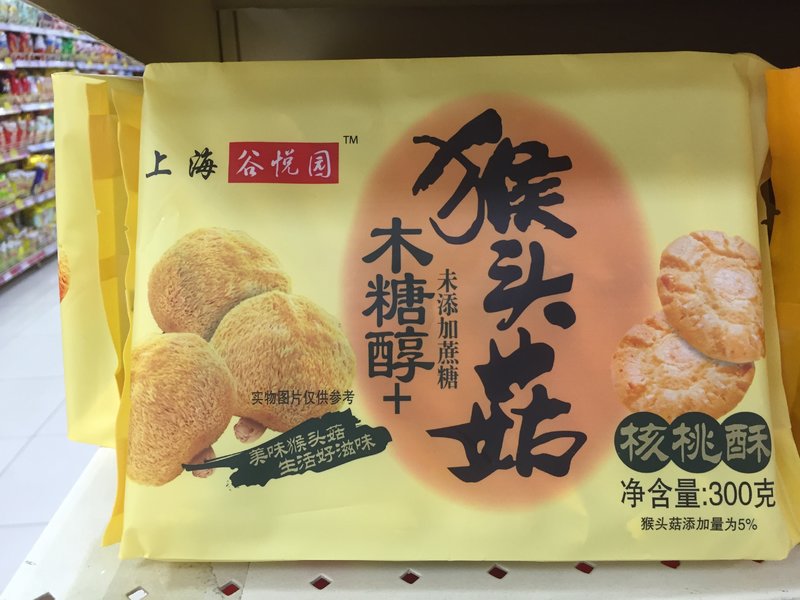 上海 谷悦园 TM
猴头菇
木糖醇+
未添加蔗糖
实物图片仅供参考
美味猴头菇
生活好滋味
核桃酥
净含量:300克
猴头菇添加量为5%